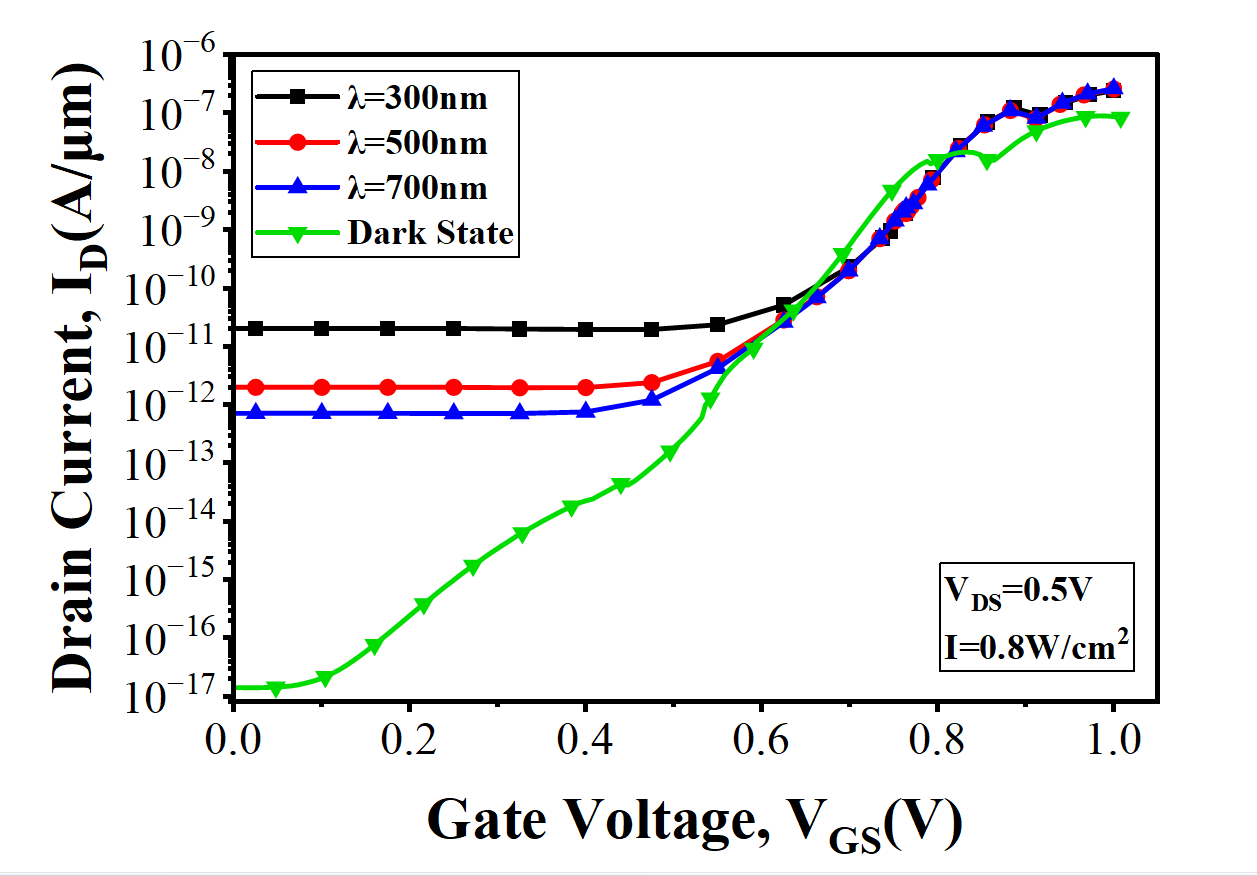 Drain Current, I_D(A/μm)
10⁻⁶
10⁻⁷
10⁻⁸
10⁻⁹
10⁻¹⁰
10⁻¹¹
10⁻¹²
10⁻¹³
10⁻¹⁴
10⁻¹⁵
10⁻¹⁶
10⁻¹⁷
λ=300nm
λ=500nm
λ=700nm
Dark State
V_DS=0.5V
I=0.8W/cm²
0.0 0.2 0.4 0.6 0.8 1.0
Gate Voltage, V_GS(V)